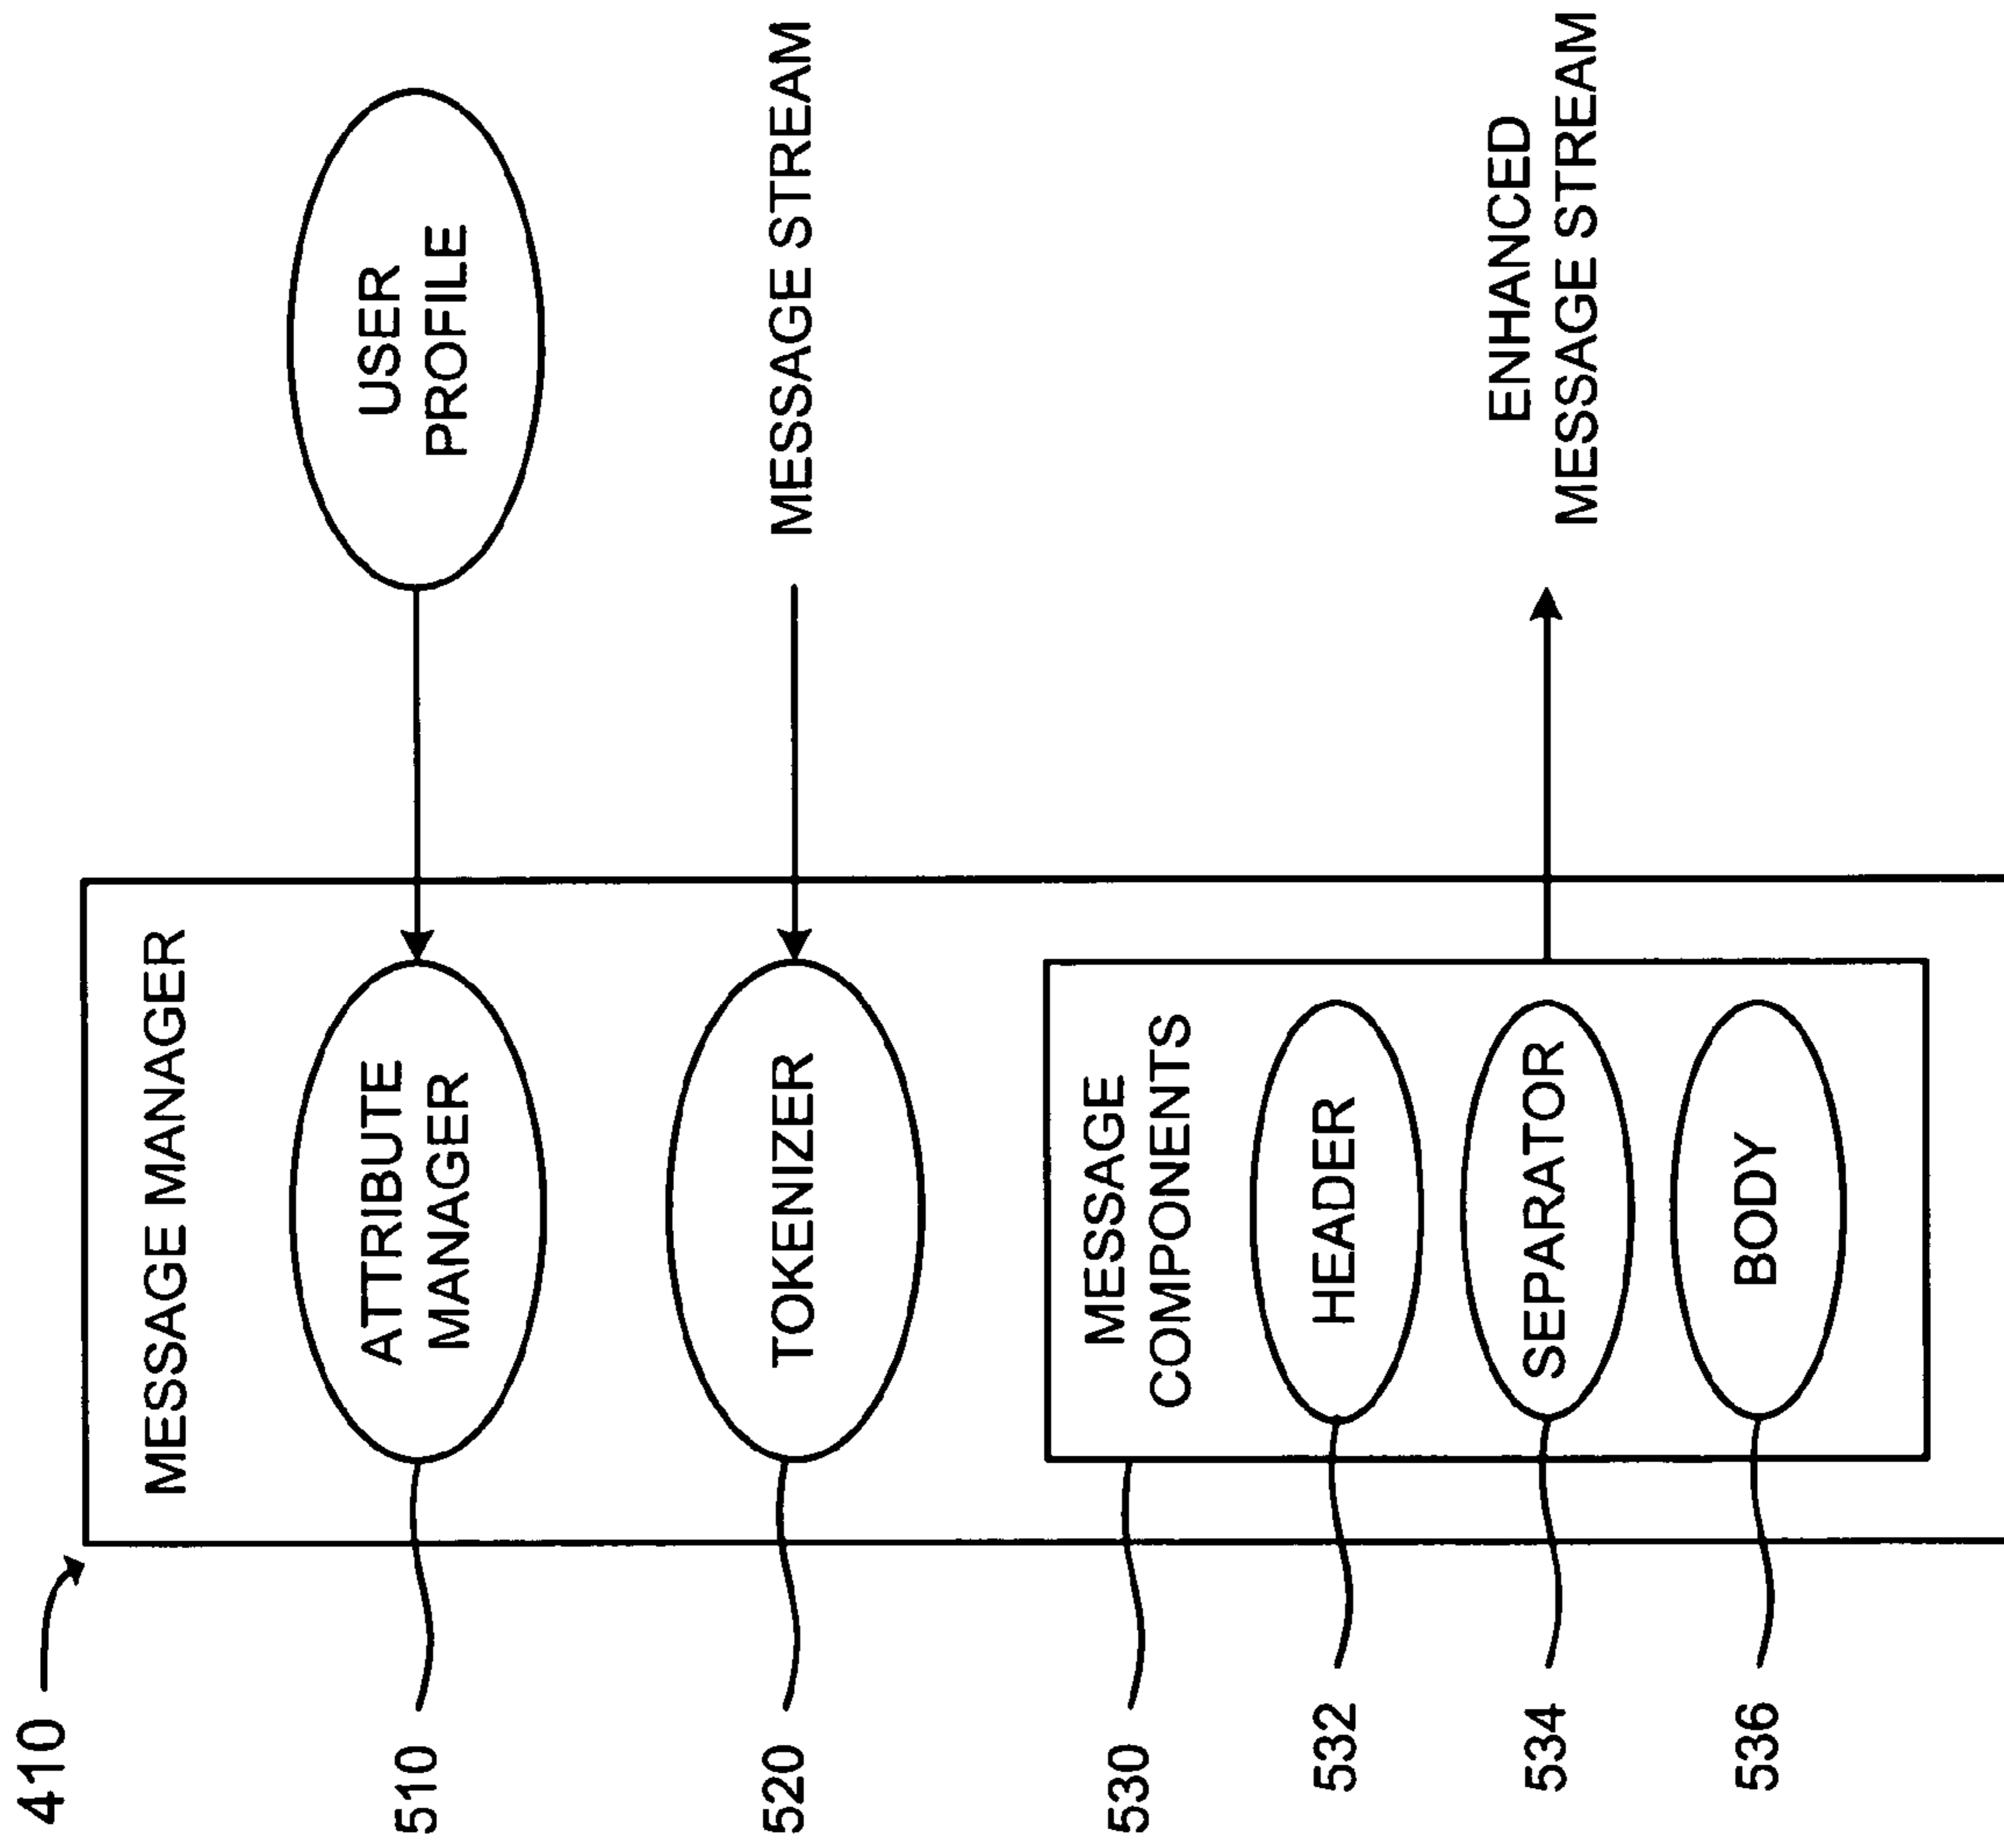 410
MESSAGE MANAGER
510
ATTRIBUTE
MANAGER
USER
PROFILE
520
TOKENIZER
MESSAGE STREAM
530
MESSAGE
COMPONENTS
532
HEADER
534
SEPARATOR
ENHANCED
MESSAGE STREAM
536
BODY